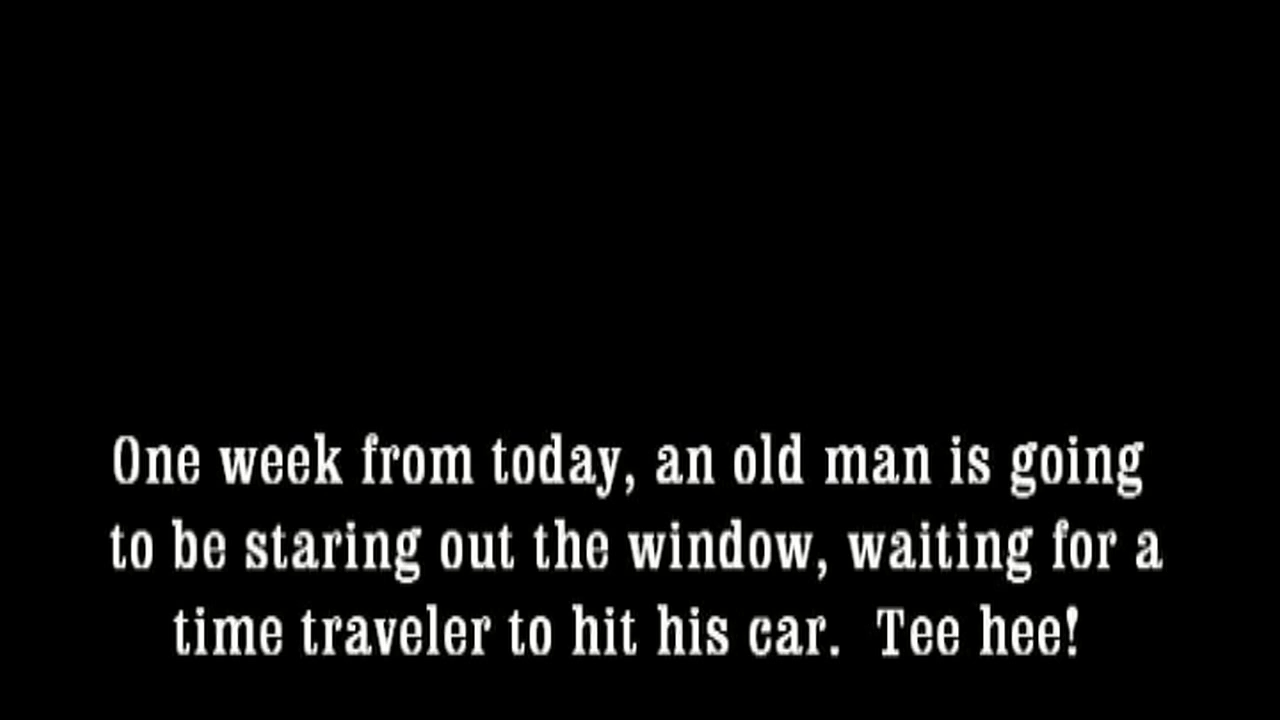 One week from today, an old man is going
to be staring out the window, waiting for a
time traveler to hit his car.  Tee hee!